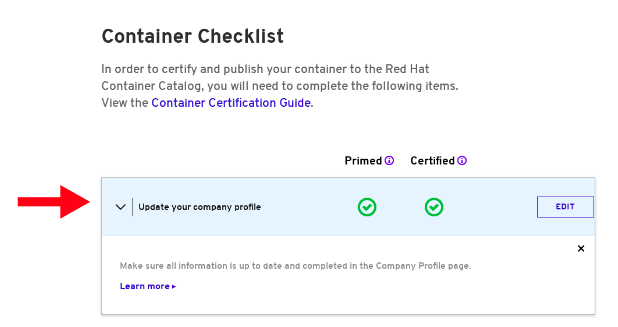 Container Checklist
In order to certify and publish your container to the Red Hat
Container Catalog, you will need to complete the following items.
View the Container Certification Guide.
Primed Certified
Update your company profile EDIT
Make sure all information is up to date and completed in the Company Profile page.
Learn more ▸